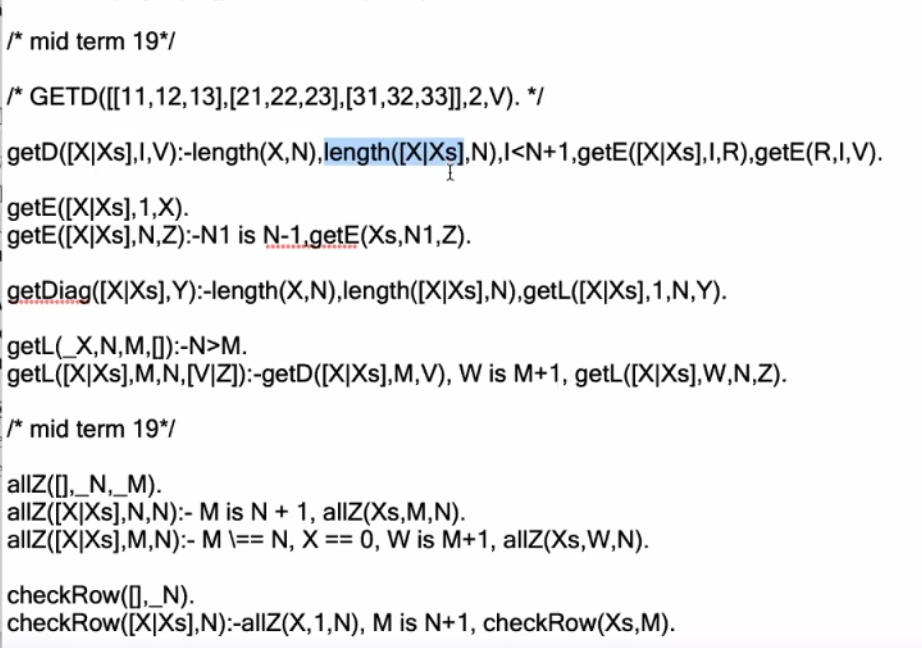 /* mid term 19*/
/* GETD([[11,12,13],[21,22,23],[31,32,33]],2,V). */
getD([X|Xs],I,V):-length(X,N),length([X|Xs],N),I<N+1,getE([X|Xs],I,R),getE(R,I,V).
getE([X|Xs],1,X).
getE([X|Xs],N,Z):-N1 is N-1,getE(Xs,N1,Z).
getDiag([X|Xs],Y):-length(X,N),length([X|Xs],N),getL([X|Xs],1,N,Y).
getL(_X,N,M,[]):-N>M.
getL([X|Xs],M,N,[V|Z]):-getD([X|Xs],M,V), W is M+1, getL([X|Xs],W,N,Z).
/* mid term 19*/
allZ([],_N,_M).
allZ([X|Xs],N,N):- M is N + 1, allZ(Xs,M,N).
allZ([X|Xs],M,N):- M \== N, X == 0, W is M+1, allZ(Xs,W,N).
checkRow([],_N).
checkRow([X|Xs],N):-allZ(X,1,N), M is N+1, checkRow(Xs,M).